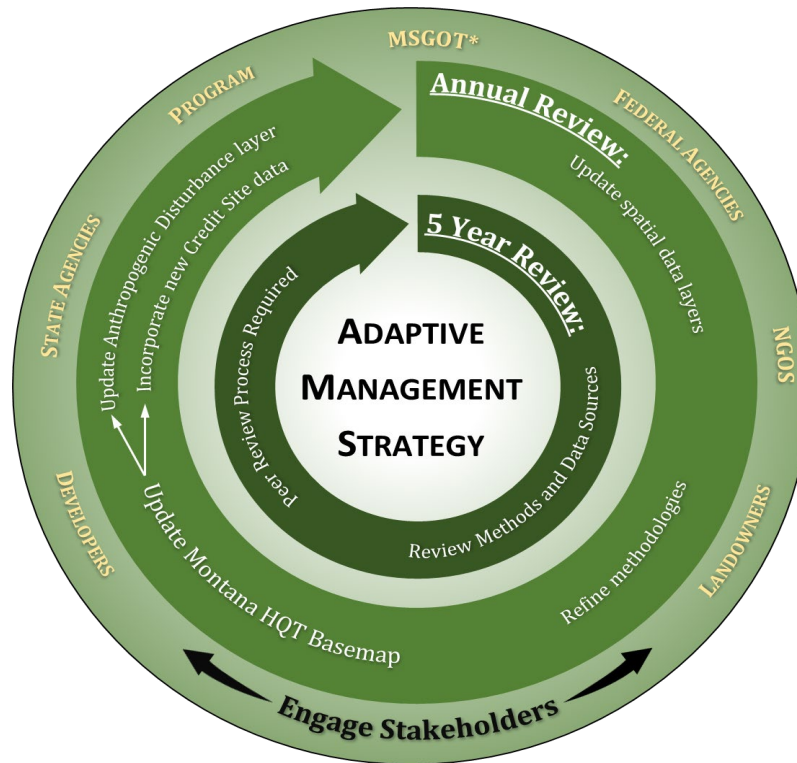 MSGOT*
FEDERAL AGENCIES
NGOS
LANDOWNERS
Engage Stakeholders
DEVELOPERS
STATE AGENCIES
PROGRAM
Annual Review:
Update spatial data layers
Refine methodologies
Update Montana HQT Basemap
Update Anthropogenic Disturbance layer
Incorporate new Credit Site data
5 Year Review:
Review Methods and Data Sources
Peer Review Process Required
ADAPTIVE
MANAGEMENT
STRATEGY